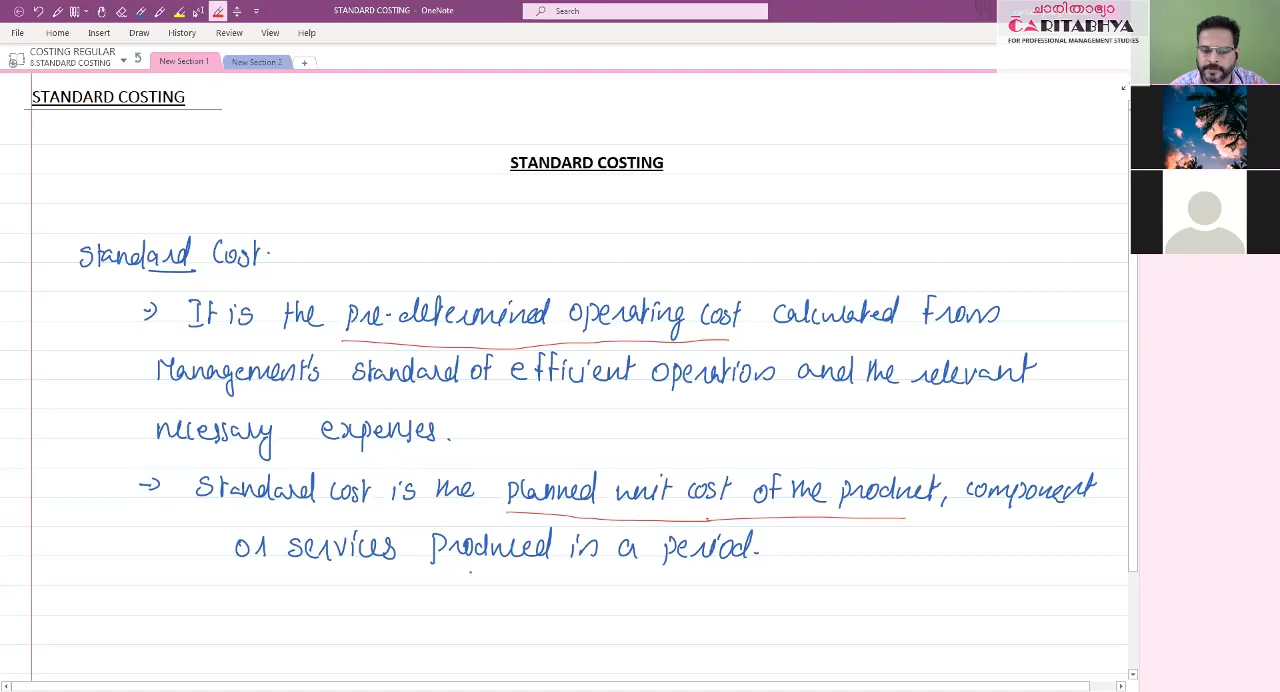 STANDARD COSTING - OneNote
Search
ചാരിതാഭ്യാ
CARITABHYA
FOR PROFESSIONAL MANAGEMENT STUDIES
File Home Insert Draw History Review View Help
COSTING REGULAR
8.STANDARD COSTING
5
New Section 1
New Section 2
+
STANDARD COSTING
STANDARD COSTING
Standard Cost.
→ It is the pre-determined operating cost calculated from
Management's standard of efficient operation and the relevant
necessary expenses.
→ Standard cost is the planned unit cost of the product, component
or services produced in a period.